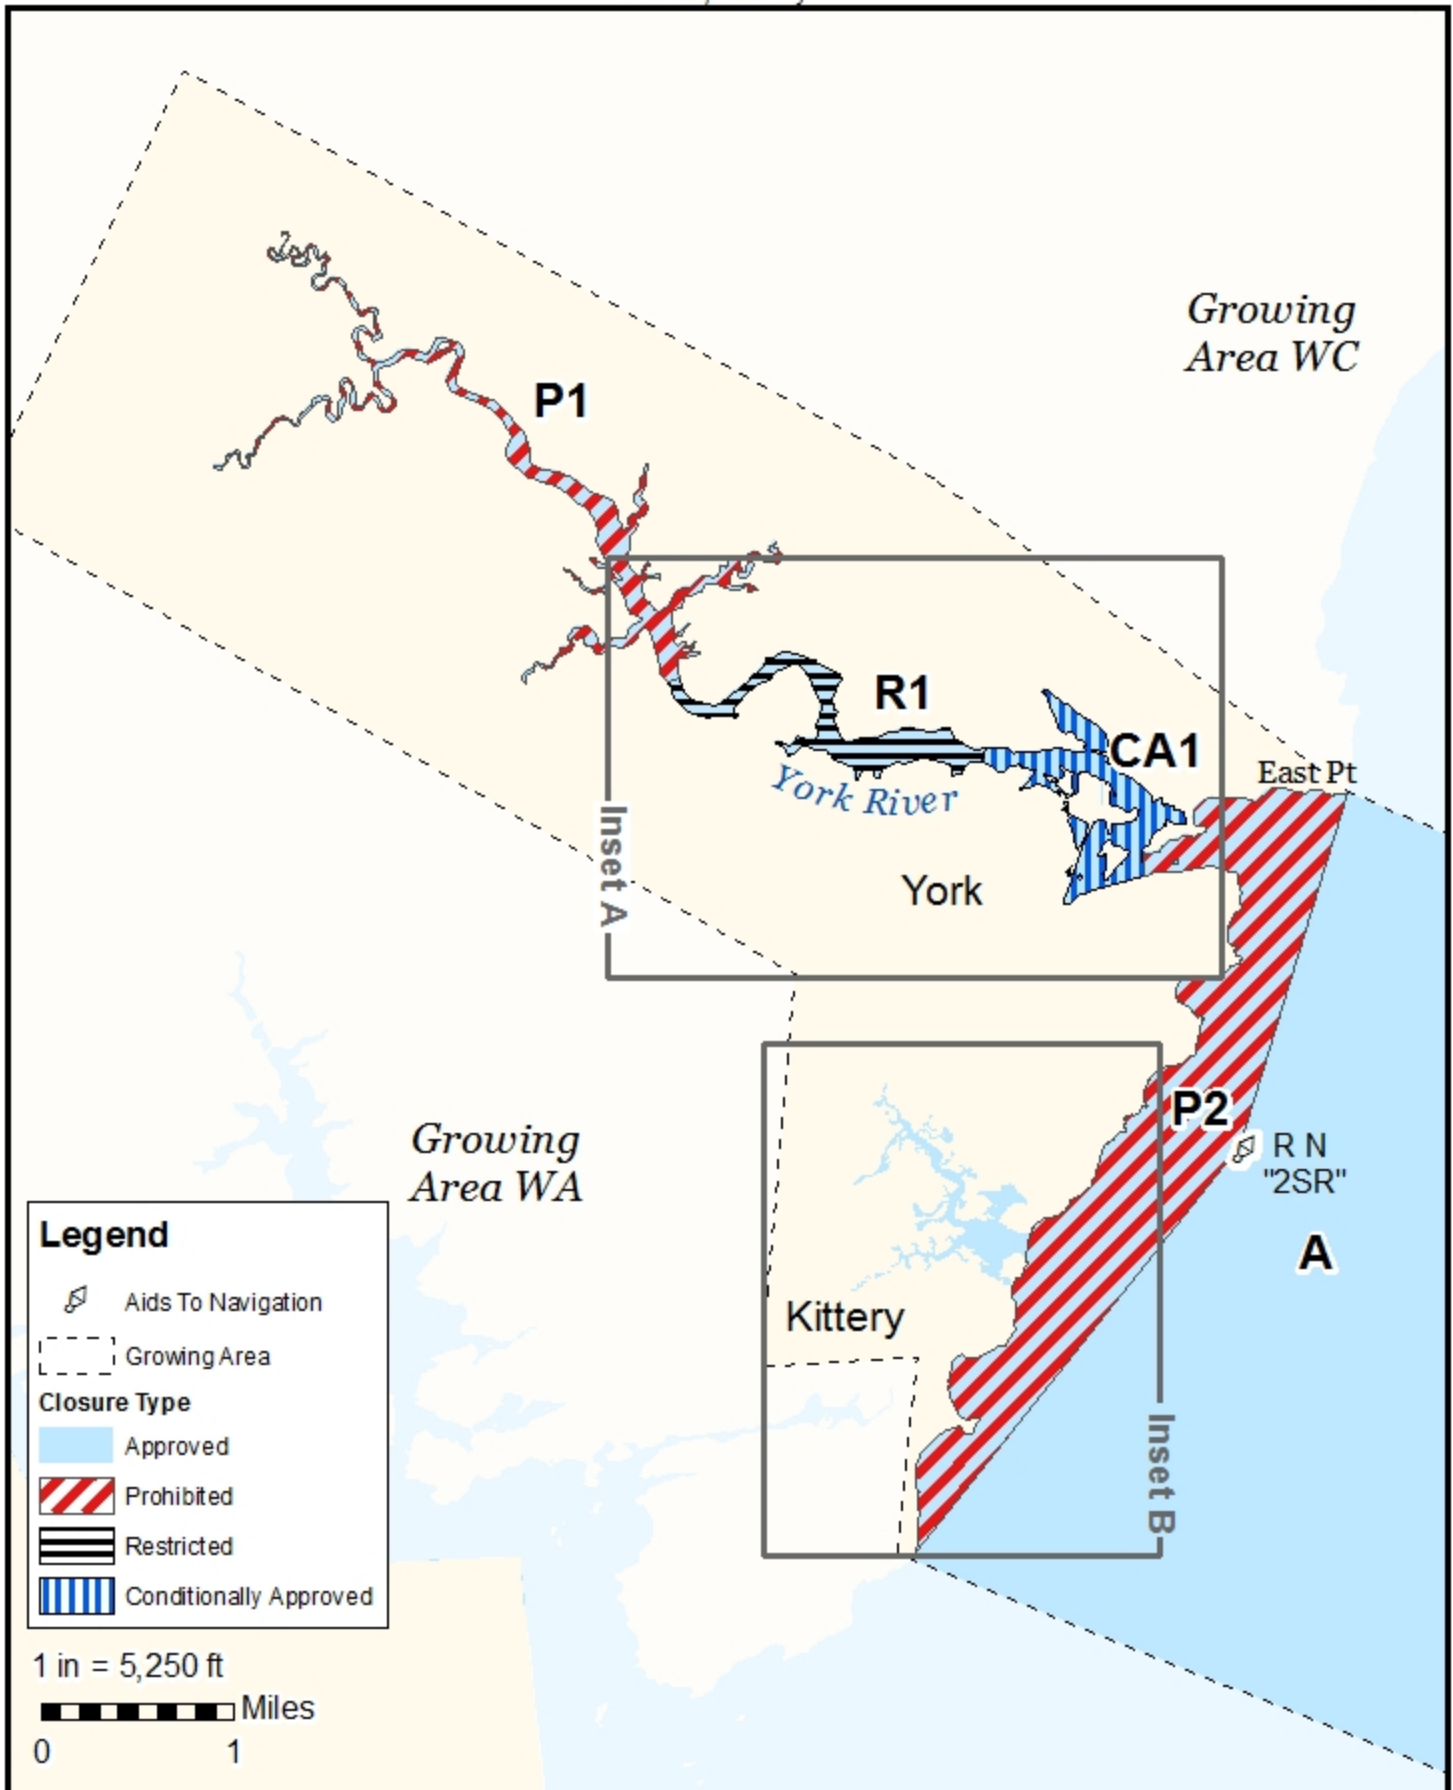 Growing
Area WC
P1
R1
CA1
East Pt
York River
Inset A
York
P2
R N
"2SR"
Growing
Area WA
A
Kittery
Inset B
Legend
Aids To Navigation
Growing Area
Closure Type
Approved
Prohibited
Restricted
Conditionally Approved
1 in = 5,250 ft
Miles
0 1